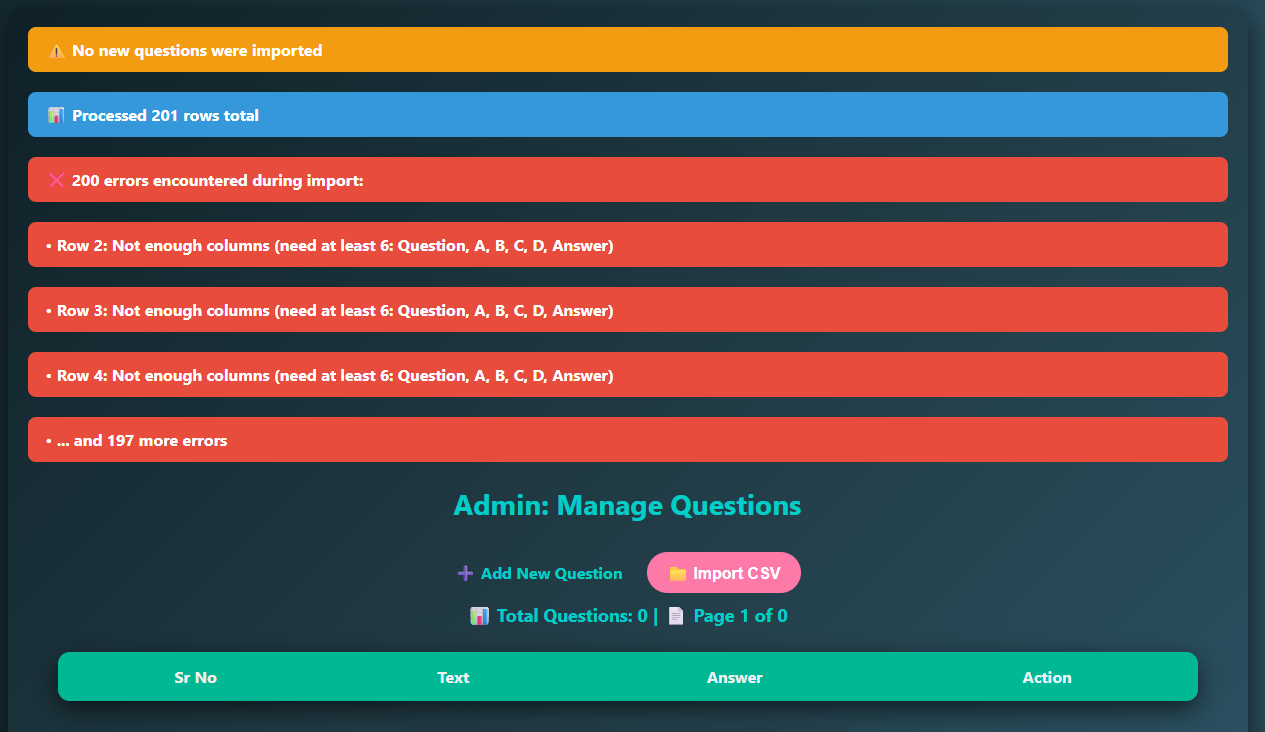 ⚠️ No new questions were imported
📊 Processed 201 rows total
❌ 200 errors encountered during import:
• Row 2: Not enough columns (need at least 6: Question, A, B, C, D, Answer)
• Row 3: Not enough columns (need at least 6: Question, A, B, C, D, Answer)
• Row 4: Not enough columns (need at least 6: Question, A, B, C, D, Answer)
• ... and 197 more errors
Admin: Manage Questions
➕ Add New Question 📁 Import CSV
📊 Total Questions: 0 | 📄 Page 1 of 0
Sr No Text Answer Action